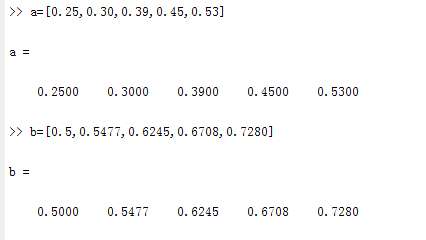 >> a=[0.25,0.30,0.39,0.45,0.53]
a =
0.2500 0.3000 0.3900 0.4500 0.5300
>> b=[0.5,0.5477,0.6245,0.6708,0.7280]
b =
0.5000 0.5477 0.6245 0.6708 0.7280